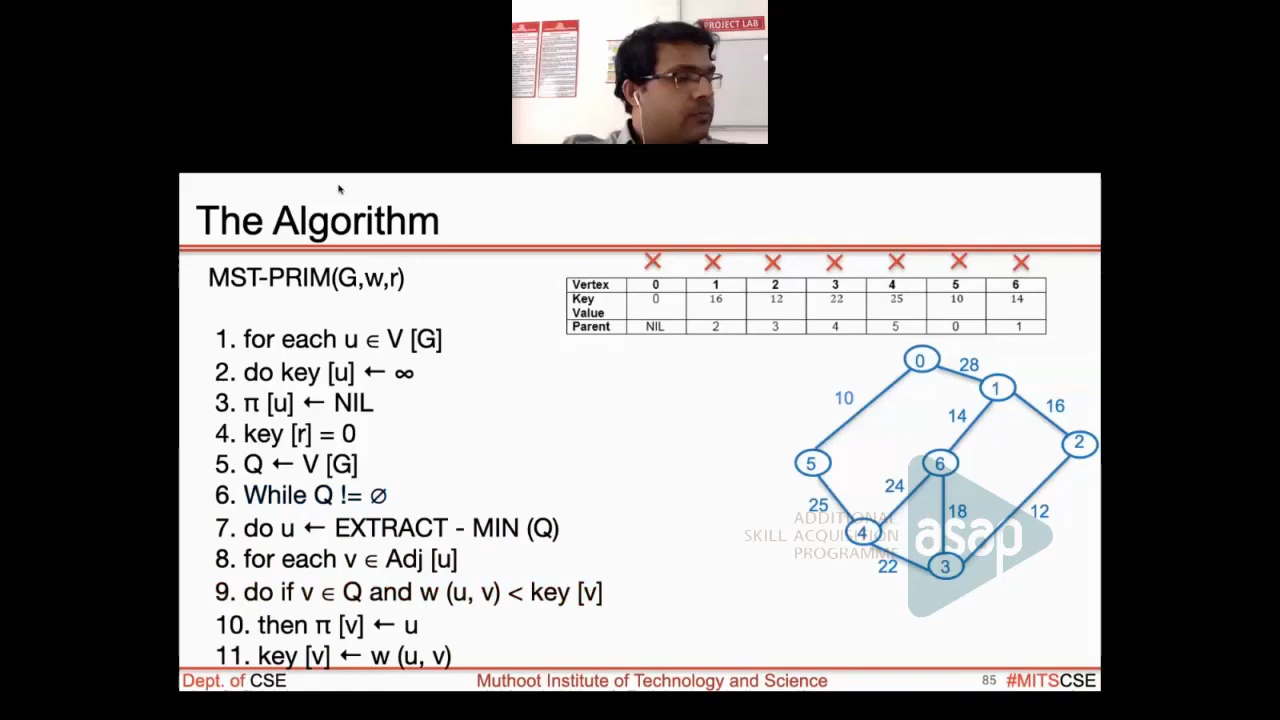 PROJECT LAB
The Algorithm
MST-PRIM(G,w,r)
1. for each u ∈ V [G]
2. do key [u] ← ∞
3. π [u] ← NIL
4. key [r] = 0
5. Q ← V [G]
6. While Q != ∅
7. do u ← EXTRACT - MIN (Q)
8. for each v ∈ Adj [u]
9. do if v ∈ Q and w (u, v) < key [v]
10. then π [v] ← u
11. key [v] ← w (u, v)
Vertex 0 1 2 3 4 5 6
Key Value 0 16 12 22 25 10 14
Parent NIL 2 3 4 5 0 1
0 28
1
10 14 16
2
5 6
24
25 18 12
4
22 3
ADDITIONAL
SKILL ACQUISITION
PROGRAMME
asap
Dept. of CSE Muthoot Institute of Technology and Science 85 #MITSCSE